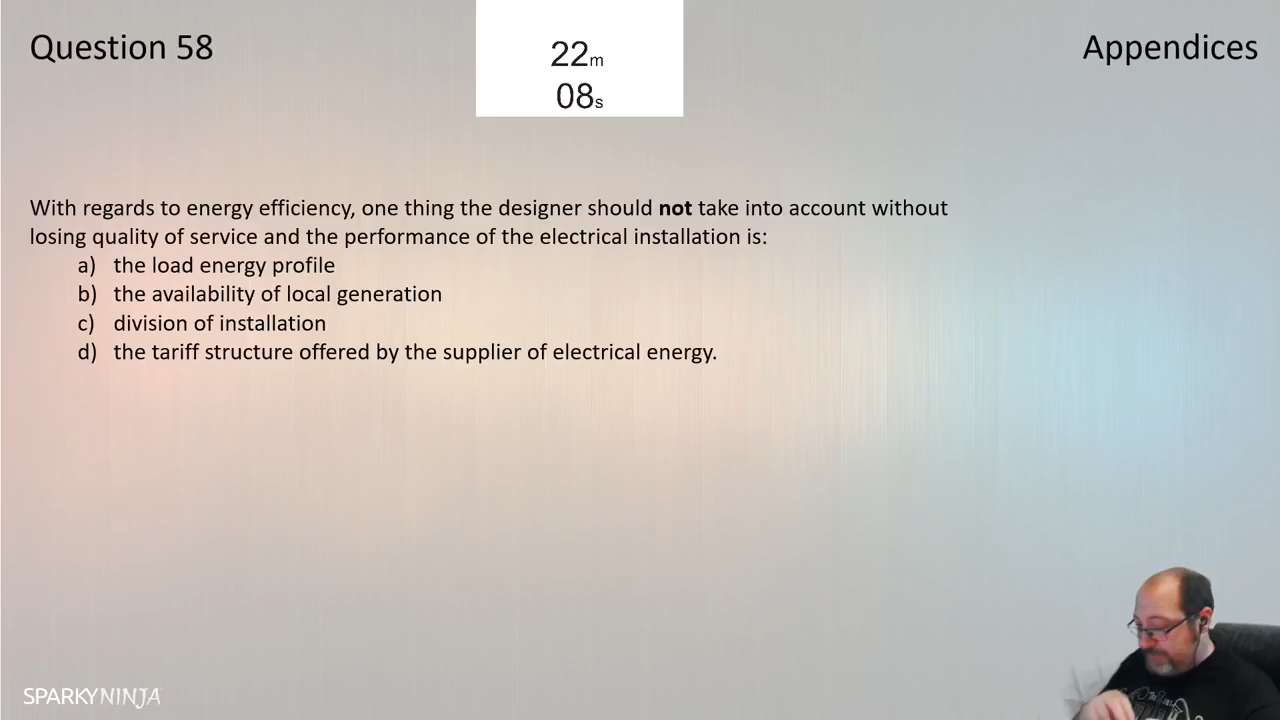 Question 58
22m
08s
Appendices
With regards to energy efficiency, one thing the designer should not take into account without
losing quality of service and the performance of the electrical installation is:
a) the load energy profile
b) the availability of local generation
c) division of installation
d) the tariff structure offered by the supplier of electrical energy.
SPARKYNINJA